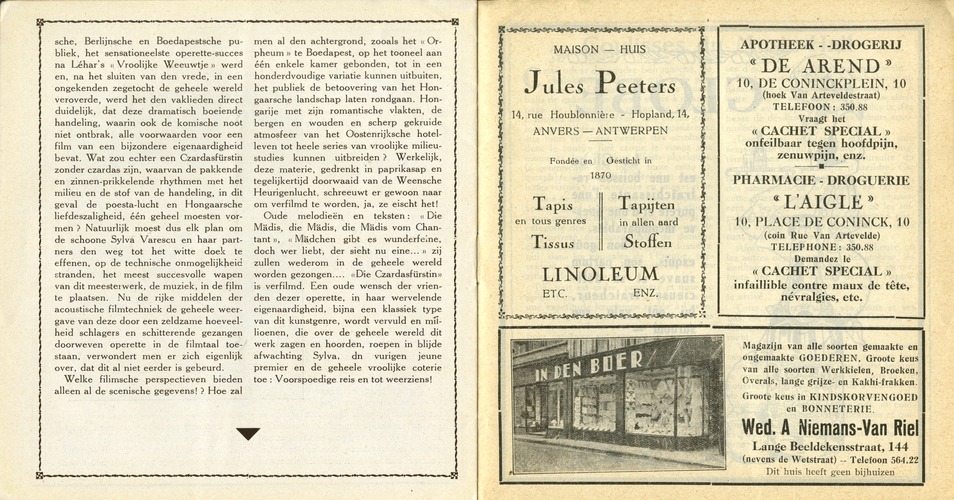 sche, Berlijnsche en Boedapestsche pu-
bliek, het sensationeelste operette-succes
na Léhar's « Vroolijke Weeuwtje » werd
en, na het sluiten van den vrede, in een
ongekenden zegetocht de geheele wereld
veroverde, werd het den vaklieden direct
duidelijk, dat deze dramatisch boeiende
handeling, waarin ook de komische noot
niet ontbrak, alle voorwaarden voor een
film van een bijzondere eigenaardigheid
bevat. Wat zou echter een Czardasfürstin
zonder czardas zijn, waarvan de pakkende
en zinnen-prikkelende rhythmen met het
milieu en de stof van de handeling, in dit
geval de poesta-lucht en Hongaarsche
liefdeszaligheid, één geheel moesten vor-
men ? Natuurlijk moest dus elk plan om
de schoone Sylva Varescu en haar part-
ners den weg tot het witte doek te
effenen, op de technische onmogelijkheid
stranden, het meest succesvolle wapen
van dit meesterwerk, de muziek, in de film
te plaatsen. Nu de rijke middelen der
acoustische filmtechniek de geheele weer-
gave van deze door een zeldzame hoeveel-
heid schlagers en schitterende gezangen
doorweven operette in de filmtaal toe-
staan, verwondert men er zich eigenlijk
over, dat dit al niet eerder is gebeurd.
Welke filmische perspectieven bieden
alleen al de scenische gegevens! ? Hoe zal
men al den achtergrond, zooals het « Or-
pheum » te Boedapest, op het tooneel aan
één enkele kamer gebonden, tot in een
honderdvoudige variatie kunnen uitbuiten,
het publiek de betoovering van het Hon-
gaarsche landschap laten rondgaan. Hon-
garije met zijn romantische vlakten, de
bergen en wouden en scherp gekruide
atmosfeer van het Oostenrijksche hotel-
leven tot heele series van vroolijke milieu-
studies kunnen uitbreiden ? Werkelijk,
deze materie, gedrenkt in paprikasap en
tegelijkertijd doorwaaid van de Weensche
Heurigenlucht, schreeuwt er gewoon naar
om verfilmd te worden, ja, ze eischt het!
Oude melodieën en teksten : « Die
Mädis, die Mädis, die Mädis vom Chan-
tant », « Mädchen gibt es wunderfeine,
doch wer liebt, der sieht nu eine... » zij
zullen wederom in de geheele wereld
worden gezongen.... «Die Czardasfürstin»
is verfilmd. Een oude wensch der vrien-
den dezer operette, in haar wervelende
eigenaardigheid, bijna een klassiek type
van dit kunstgenre, wordt vervuld en mil-
lioenen, die over de geheele wereld dit
werk zagen en hoorden, roepen in blijde
afwachting Sylva, dn vurigen jeune
premier en de geheele vroolijke coterie
toe : Voorspoedige reis en tot weerziens!
MAISON — HUIS
Jules Peeters
14, rue Houblonnière - Hopland, 14,
ANVERS — ANTWERPEN
Fondée en Gesticht in
1870
Tapis Tapijten
en tous genres in allen aard
Tissus Stoffen
LINOLEUM
ETC. ENZ.
APOTHEEK - -DROGERIJ
« DE AREND »
10, DE CONINCKPLEIN, 10
(hoek Van Arteveldestraat)
TELEFOON : 350.88
Vraagt het
« CACHET SPECIAL »
onfeilbaar tegen hoofdpijn,
zenuwpijn, enz.
PHARMACIE - DROGUERIE
« L'AIGLE »
10, PLACE DE CONINCK, 10
(coin Rue Van Artevelde)
TELEPHONE : 350.88
Demandez le
« CACHET SPECIAL »
infaillible contre maux de tête,
névralgies, etc.
IN DEN BOER
Magazijn van alle soorten gemaakte en
ongemaakte GOEDEREN, Groote keus
van alle soorten Werkkielen, Broeken,
Overals, lange grijze- en Kakhi-frakken.
Groote keus in KINDSKORVENGOED
en BONNETERIE.
Wed. A Niemans-Van Riel
Lange Beeldekensstraat, 144
(nevens de Wetstraat) -- Telefoon 564.22
Dit huis heeft geen bijhuizen